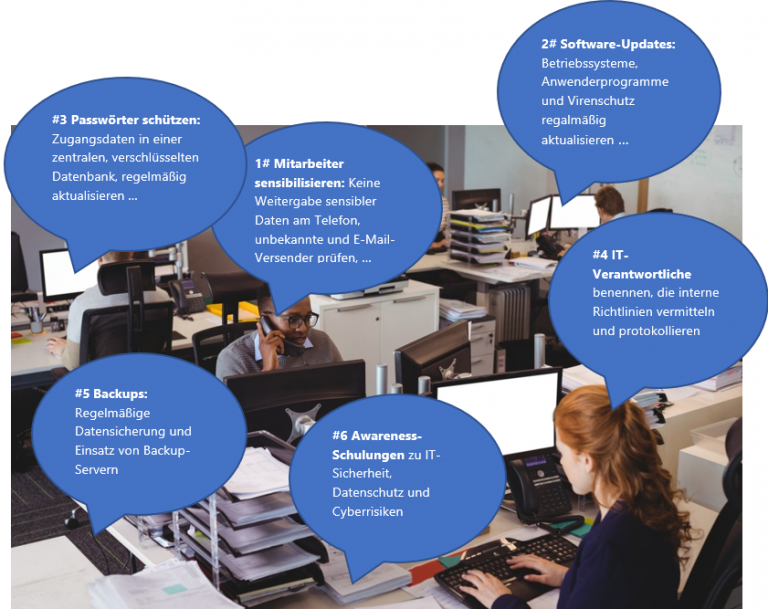 2# Software-Updates:
Betriebssysteme,
Anwenderprogramme
und Virenschutz
regalmäßig
aktualisieren ...
#3 Passwörter schützen:
Zugangsdaten in einer
zentralen, verschlüsselten
Datenbank, regelmäßig
aktualisieren ...
1# Mitarbeiter
sensibilisieren: Keine
Weitergabe sensibler
Daten am Telefon,
unbekannte und E-Mail-
Versender prüfen, ...
#4 IT-
Verantwortliche
benennen, die interne
Richtlinien vermitteln
und protokollieren
#5 Backups:
Regelmäßige
Datensicherung und
Einsatz von Backup-
Servern
#6 Awareness-
Schulungen zu IT-
Sicherheit,
Datenschutz und
Cyberrisiken